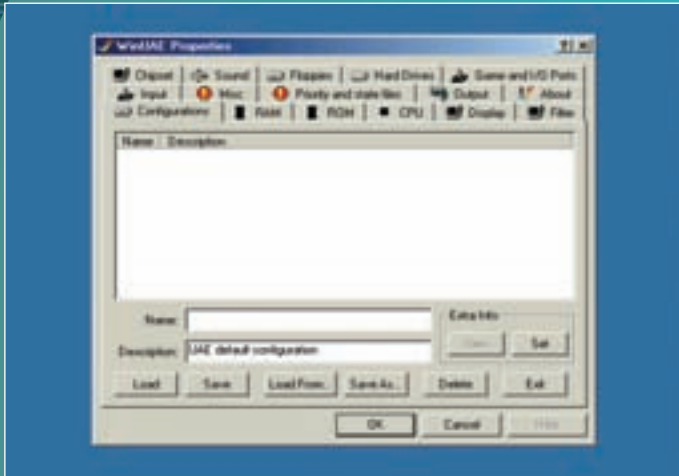 WinUAE Properties
Chipset Sound Floppies Hard Drives Game and I/O Ports
Input Misc Priority and state files Output About
Configurations RAM ROM CPU Display Filter
Name Description
Name:
Extra Info
Set
Description: UAE default configuration
Load Save Load From... Save As... Delete Exit
OK Cancel Help